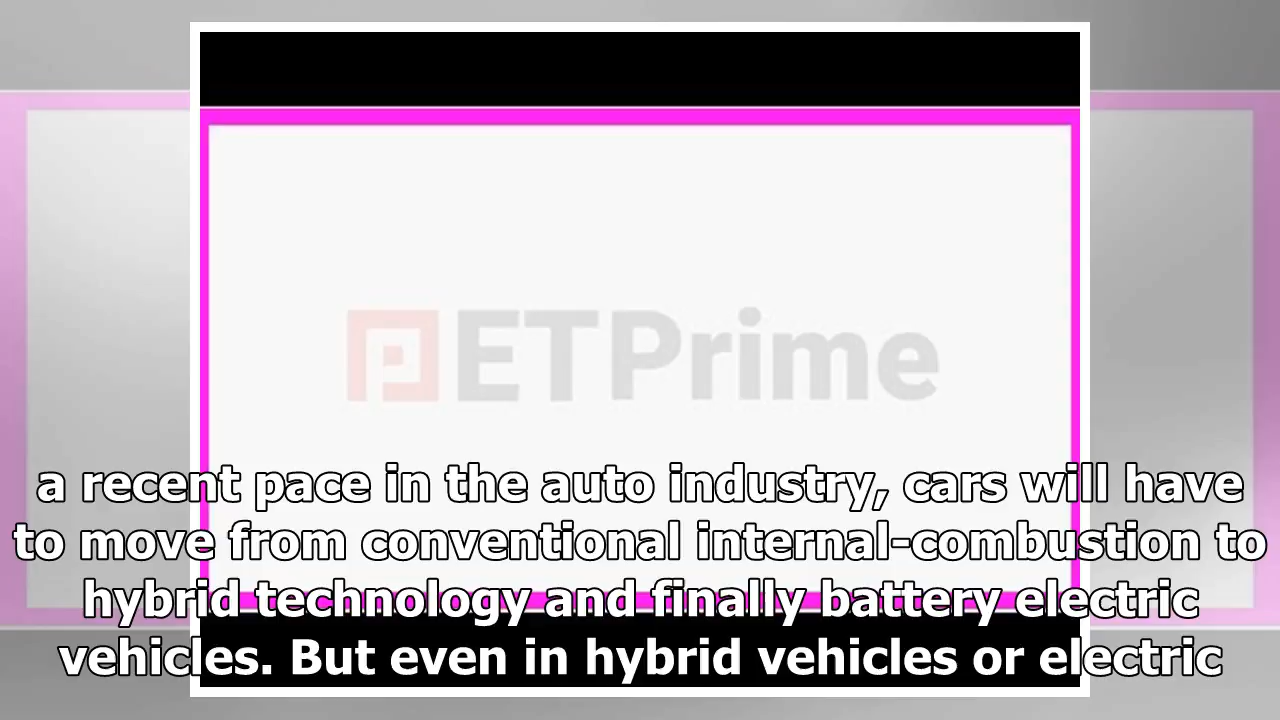 ETPrime
a recent pace in the auto industry, cars will have
to move from conventional internal-combustion to
hybrid technology and finally battery electric
vehicles. But even in hybrid vehicles or electric